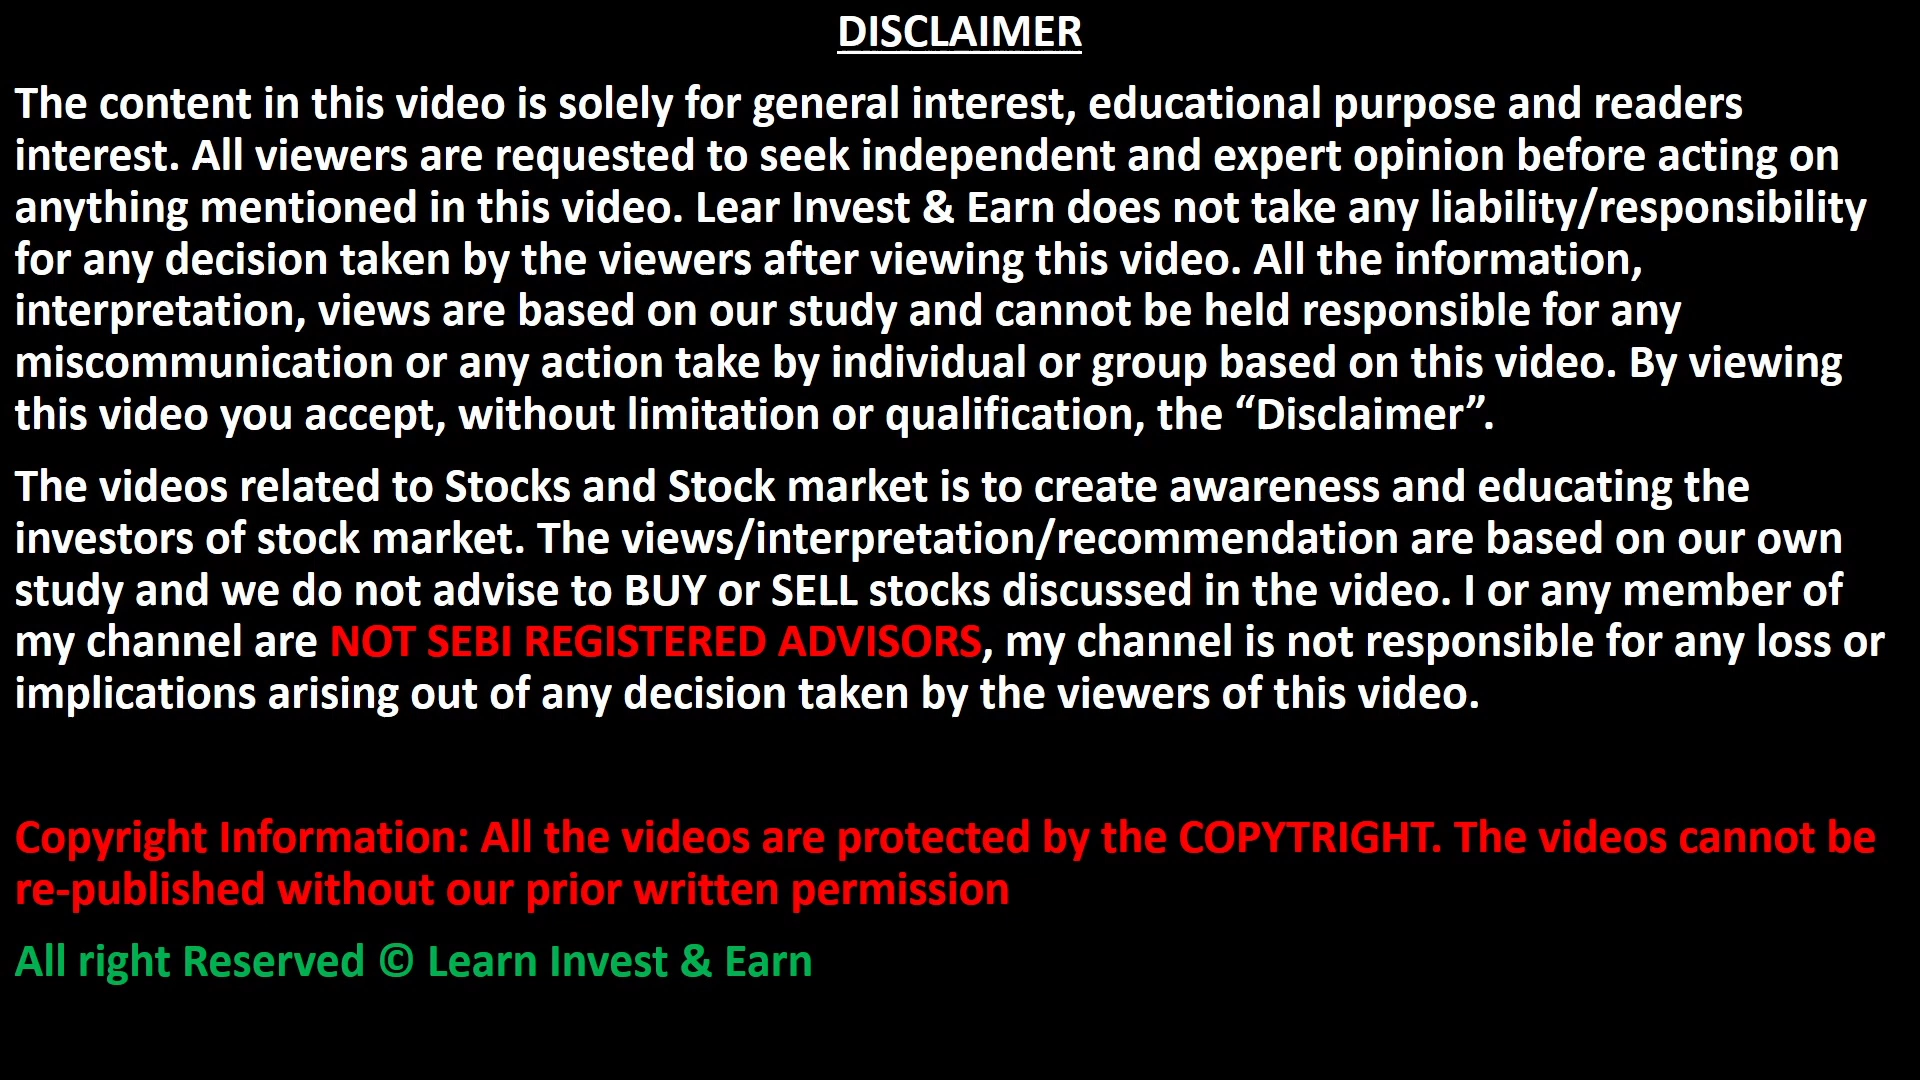 DISCLAIMER
The content in this video is solely for general interest, educational purpose and readers
interest. All viewers are requested to seek independent and expert opinion before acting on
anything mentioned in this video. Lear Invest & Earn does not take any liability/responsibility
for any decision taken by the viewers after viewing this video. All the information,
interpretation, views are based on our study and cannot be held responsible for any
miscommunication or any action take by individual or group based on this video. By viewing
this video you accept, without limitation or qualification, the “Disclaimer”.
The videos related to Stocks and Stock market is to create awareness and educating the
investors of stock market. The views/interpretation/recommendation are based on our own
study and we do not advise to BUY or SELL stocks discussed in the video. I or any member of
my channel are NOT SEBI REGISTERED ADVISORS, my channel is not responsible for any loss or
implications arising out of any decision taken by the viewers of this video.
Copyright Information: All the videos are protected by the COPYTRIGHT. The videos cannot be
re-published without our prior written permission
All right Reserved © Learn Invest & Earn